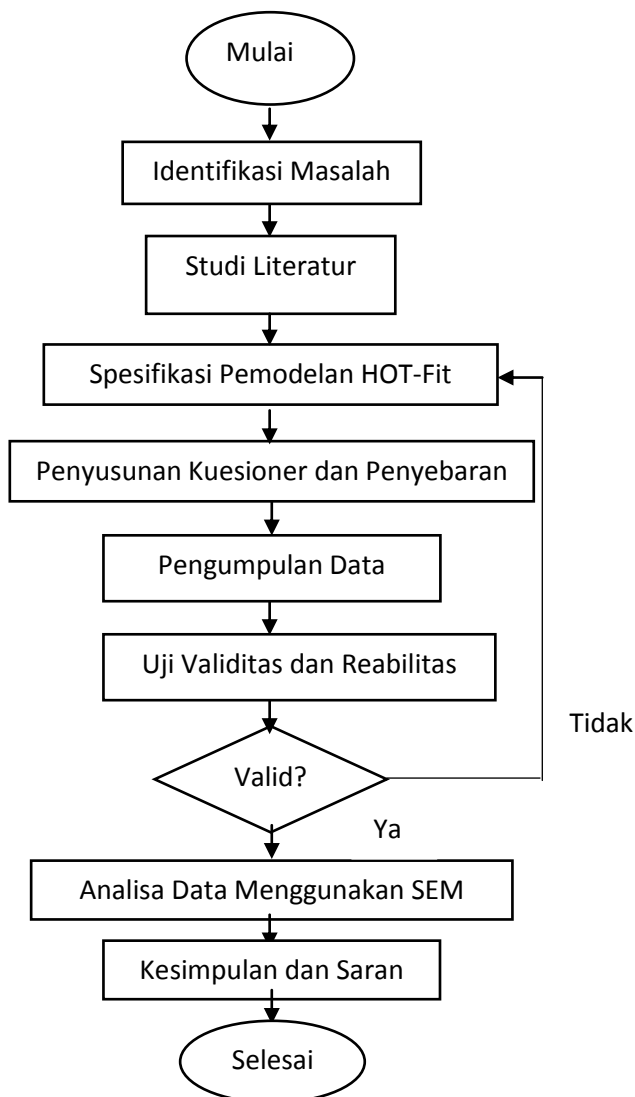 Mulai
Identifikasi Masalah
Studi Literatur
Spesifikasi Pemodelan HOT-Fit
Penyusunan Kuesioner dan Penyebaran
Pengumpulan Data
Uji Validitas dan Reabilitas
Tidak
Valid?
Ya
Analisa Data Menggunakan SEM
Kesimpulan dan Saran
Selesai